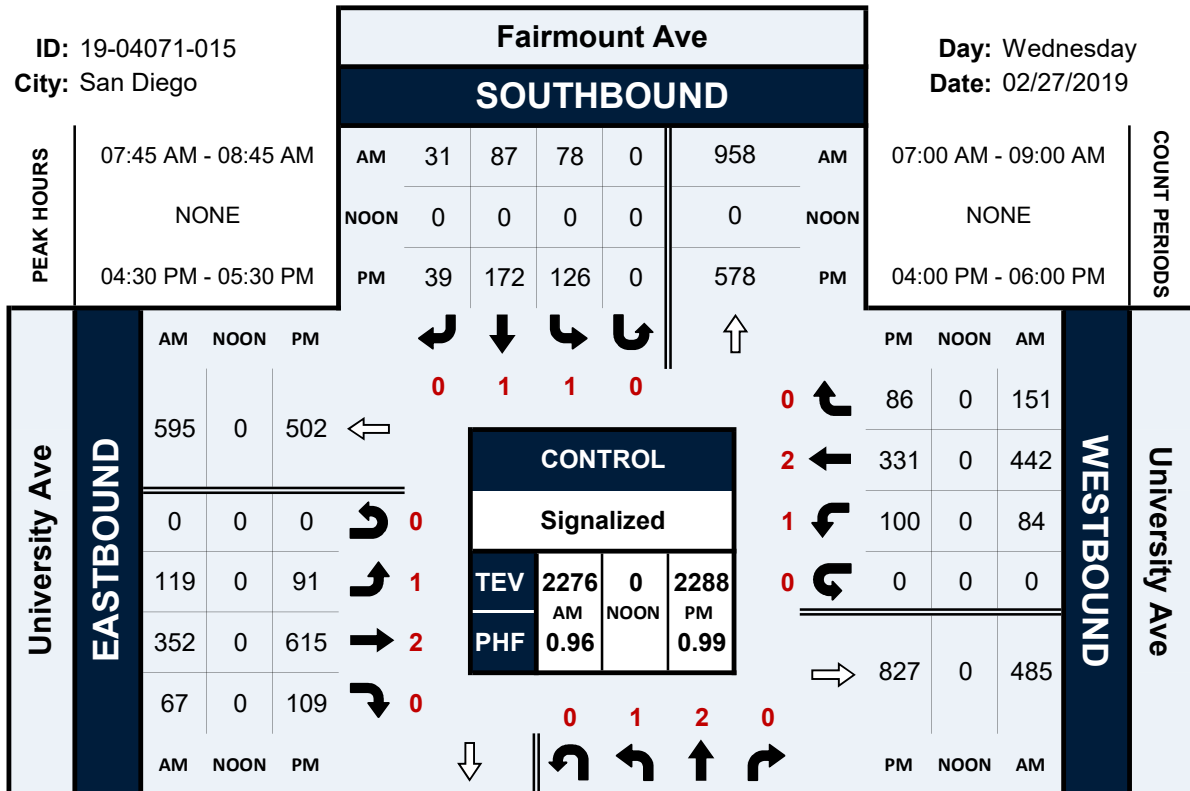 ID: 19-04071-015
City: San Diego
Fairmount Ave
SOUTHBOUND
Day: Wednesday
Date: 02/27/2019
PEAK HOURS
07:45 AM - 08:45 AM
NONE
04:30 PM - 05:30 PM
AM 31 87 78 0 958 AM
NOON 0 0 0 0 0 NOON
PM 39 172 126 0 578 PM
07:00 AM - 09:00 AM
NONE
04:00 PM - 06:00 PM
COUNT PERIODS
0 1 1 0
University Ave
EASTBOUND
AM NOON PM
595 0 502
0 0 0 0
119 0 91 1
352 0 615 2
67 0 109 0
AM NOON PM
CONTROL
Signalized
TEV 2276 0 2288
AM NOON PM
PHF 0.96 0.99
PM NOON AM
0 86 0 151
2 331 0 442
1 100 0 84
0 0 0 0
827 0 485
PM NOON AM
WESTBOUND
University Ave
0 1 2 0